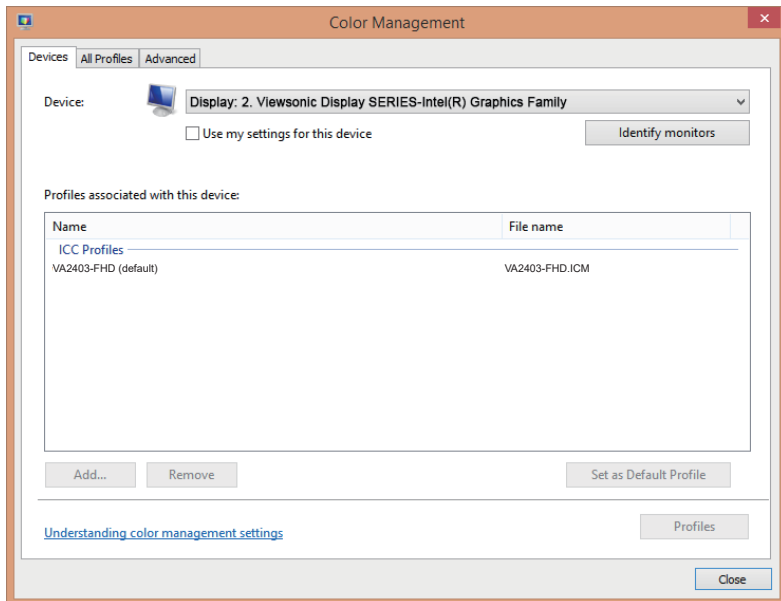 Color Management
Devices All Profiles Advanced
Device: Display: 2. Viewsonic Display SERIES-Intel(R) Graphics Family
Use my settings for this device Identify monitors
Profiles associated with this device:
Name File name
ICC Profiles
VA2403-FHD (default) VA2403-FHD.ICM
Add... Remove Set as Default Profile
Understanding color management settings Profiles
Close